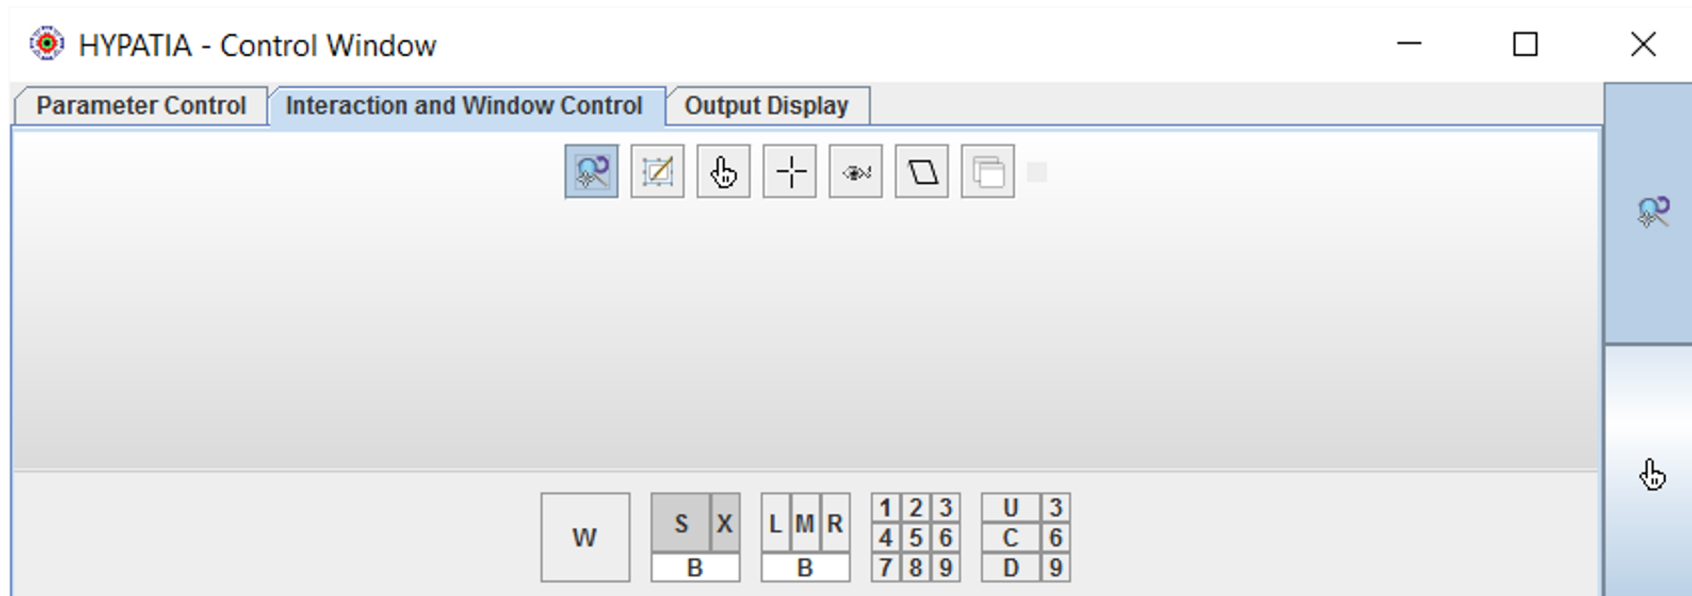 HYPATIA - Control Window
Parameter Control Interaction and Window Control Output Display
W
S X
B
L M R
B
1 2 3
4 5 6
7 8 9
U 3
C 6
D 9